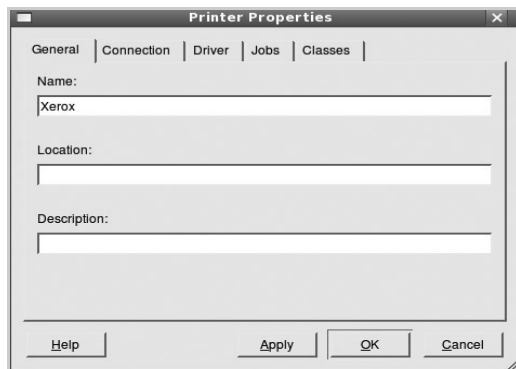 Printer Properties
General Connection Driver Jobs Classes
Name:
Xerox
Location:
Description:
Help Apply OK Cancel